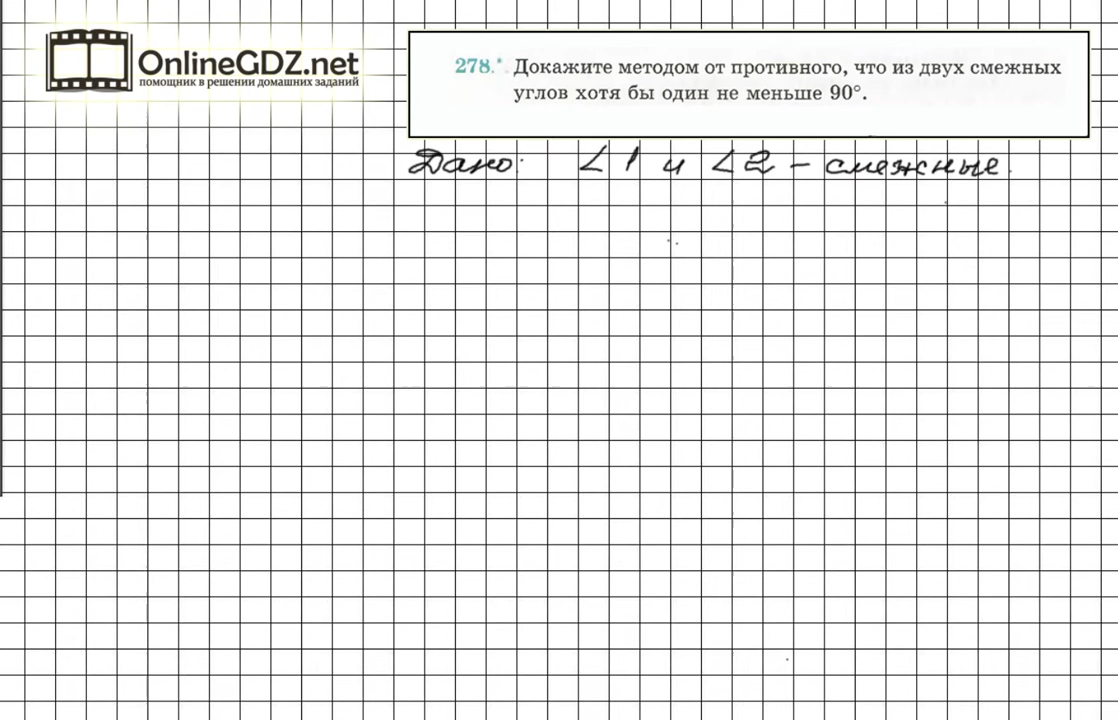 OnlineGDZ.net
помощник в решении домашних заданий
278.* Докажите методом от противного, что из двух смежных
углов хотя бы один не меньше 90°.
Дано: ∠1 и ∠2 – смежные.